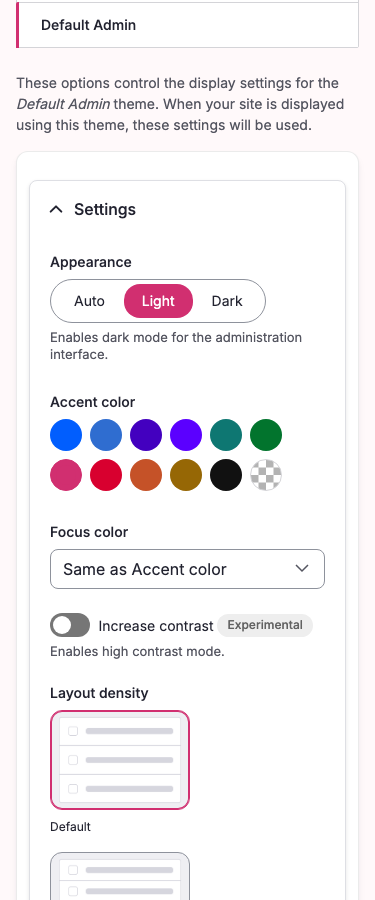 Default Admin
These options control the display settings for the
Default Admin theme. When your site is displayed
using this theme, these settings will be used.
Settings
Appearance
Auto Light Dark
Enables dark mode for the administration
interface.
Accent color
Focus color
Same as Accent color
Increase contrast Experimental
Enables high contrast mode.
Layout density
Default